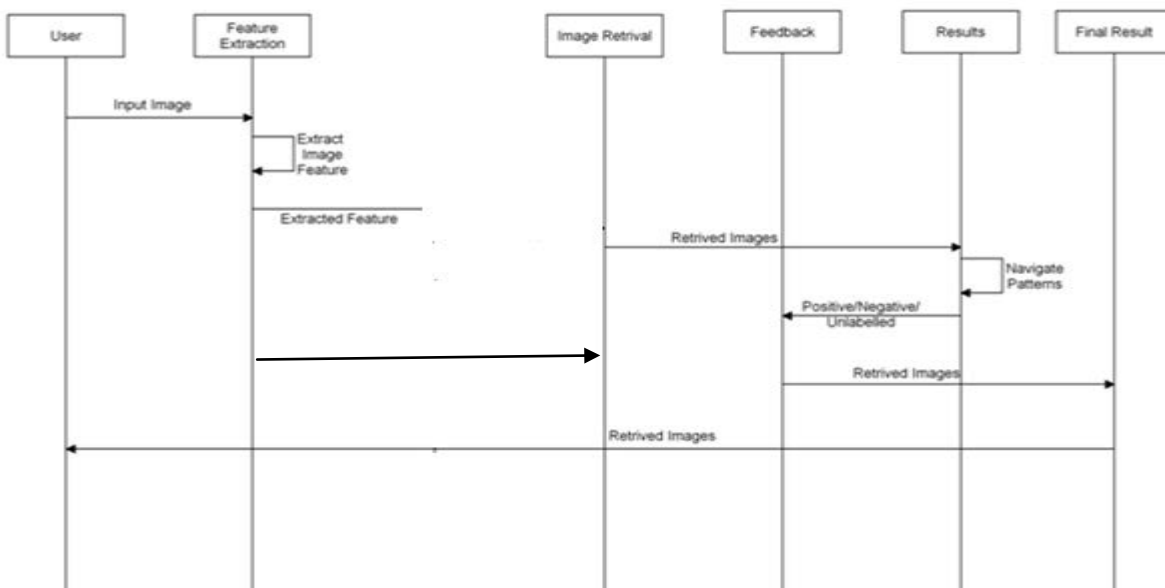 User
Feature
Extraction
Image Retrival
Feedback
Results
Final Result
Input Image
Extract
Image
Feature
Extracted Feature
Retrived Images
Navigate
Patterns
Positive/Negative/
Unlabelled
Retrived Images
Retrived Images